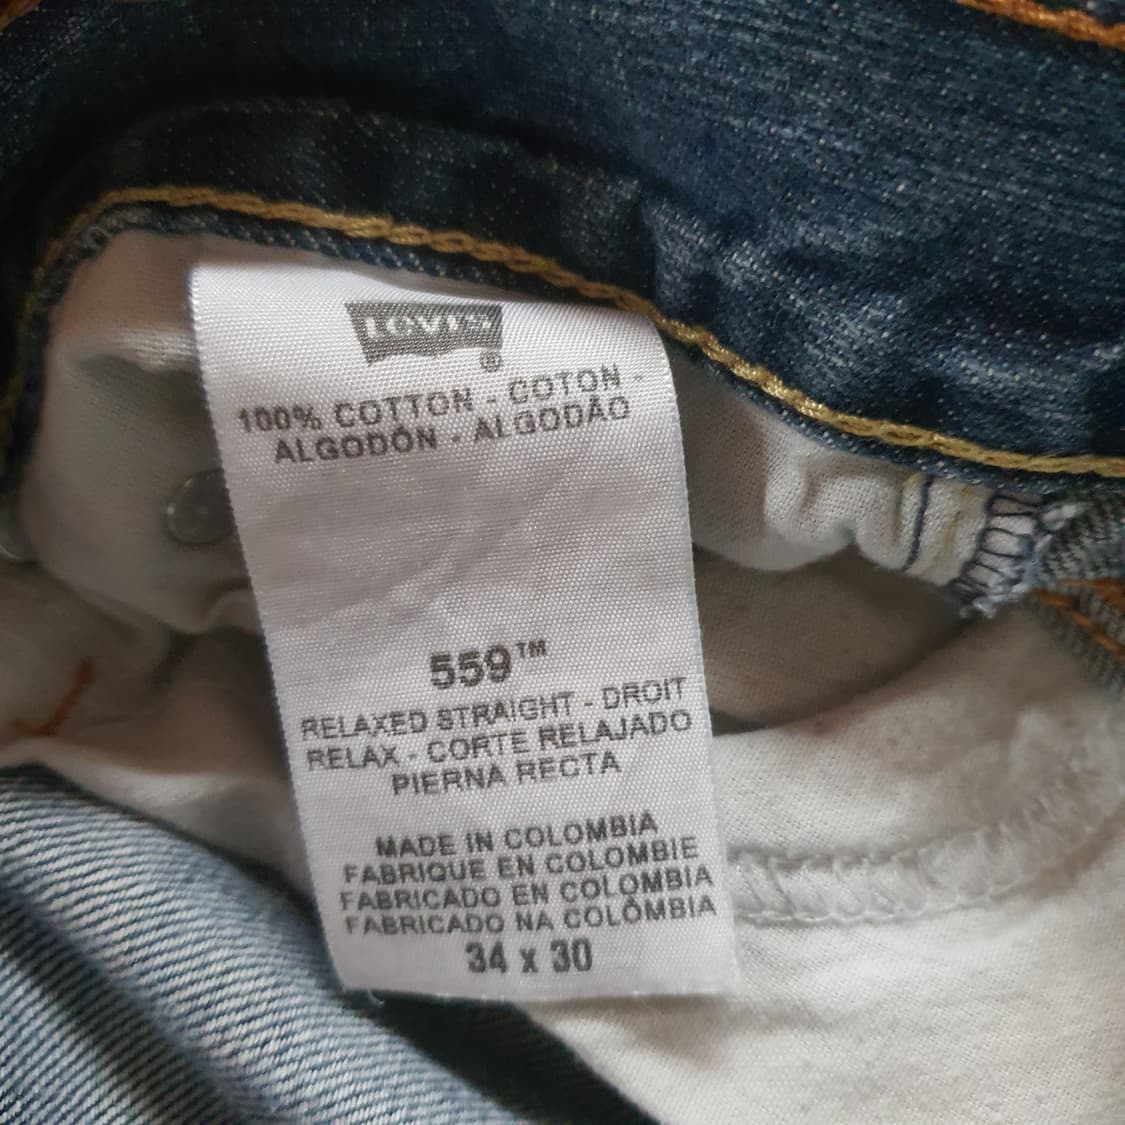 LEVI'S
®
100% COTTON - COTON -
ALGODÓN - ALGODÃO
559™
RELAXED STRAIGHT - DROIT
RELAX - CORTE RELAJADO
PIERNA RECTA
MADE IN COLOMBIA
FABRIQUE EN COLOMBIE
FABRICADO EN COLOMBIA
FABRICADO NA COLÔMBIA
34 x 30